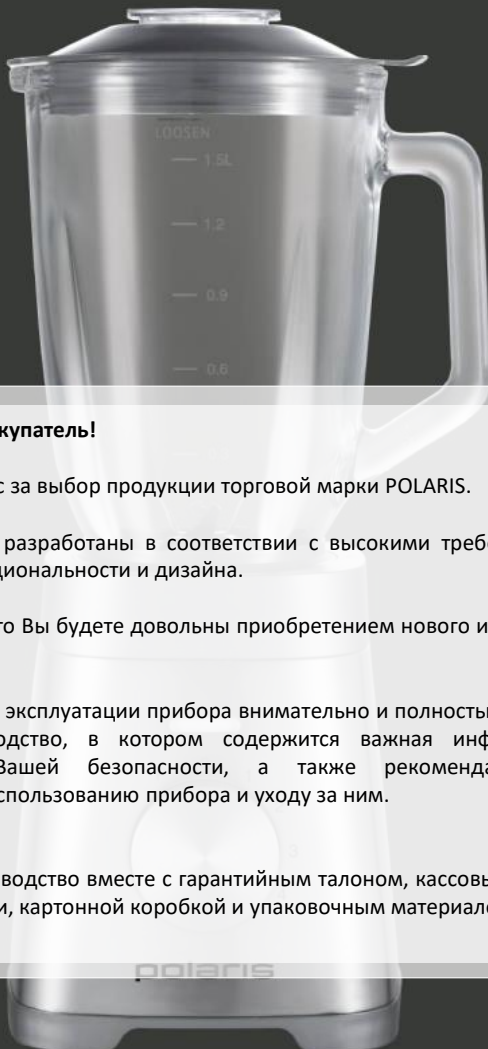 LOOSEN
1.5L
1.2
0.9
0.6
купатель!
с за выбор продукции торговой марки POLARIS.
разработаны в соответствии с высокими треб
циональности и дизайна.
то Вы будете довольны приобретением нового и
эксплуатации прибора внимательно и полность
одство, в котором содержится важная инф
Вашей безопасности, а также рекоменда
спользованию прибора и уходу за ним.
3
водство вместе с гарантийным талоном, кассовы
и, картонной коробкой и упаковочным материал
polaris